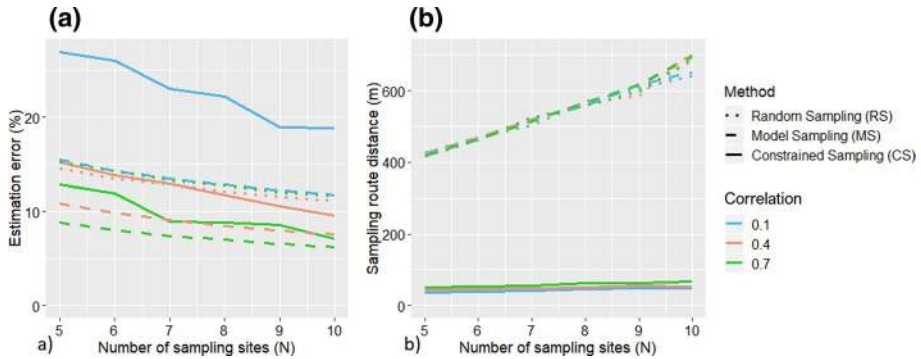 (a)
(b)
Estimation error (%)
20
10
0
5 6 7 8 9 10
a)
Number of sampling sites (N)
Sampling route distance (m)
600
400
200
0
5 6 7 8 9 10
b)
Number of sampling sites (N)
Method
Random Sampling (RS)
Model Sampling (MS)
Constrained Sampling (CS)
Correlation
0.1
0.4
0.7